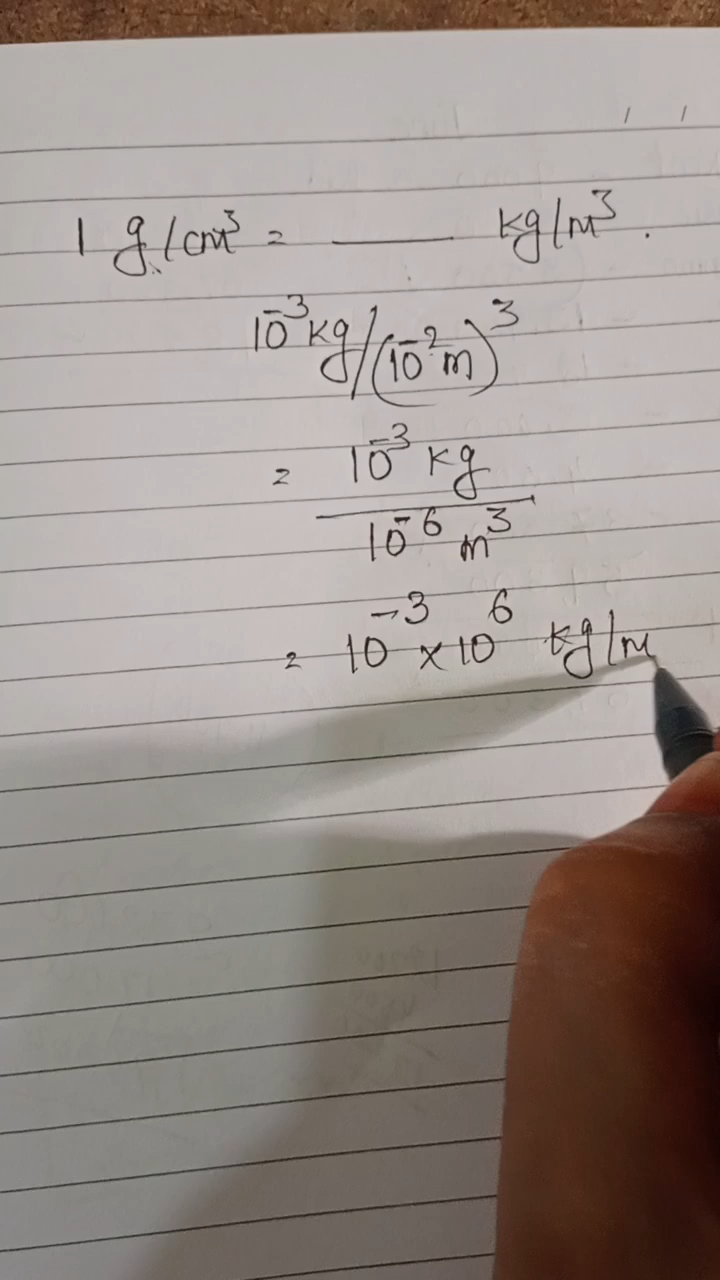 1 g/cm³ = ____ kg/m³.
10⁻³ kg/(10⁻² m)³
= 10⁻³ kg
10⁻⁶ m³
= 10⁻³ × 10⁶ kg/m